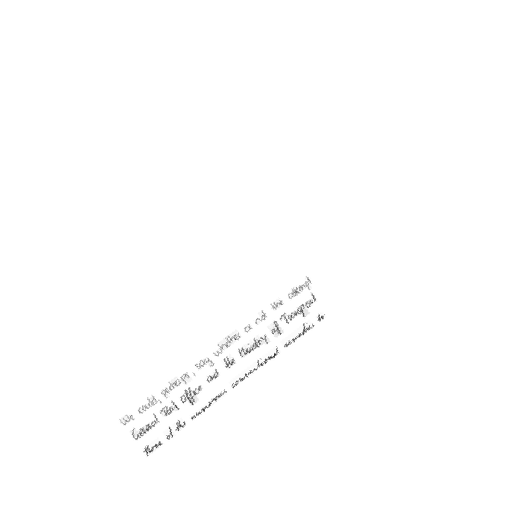 We could, perhaps, say whether or not the attempt
General Post Office and the Ministry of Transport
three of the numerous conventional remedies to